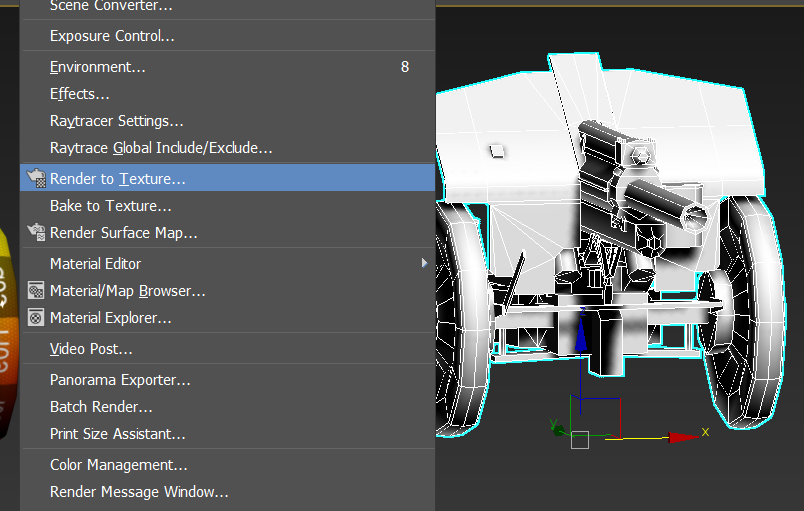 Scene Converter...
Exposure Control...
Environment... 8
Effects...
Raytracer Settings...
Raytrace Global Include/Exclude...
Render to Texture...
Bake to Texture...
Render Surface Map...
Material Editor
Material/Map Browser...
Material Explorer...
Video Post...
Panorama Exporter...
Batch Render...
Print Size Assistant...
Color Management...
Render Message Window...
y
x